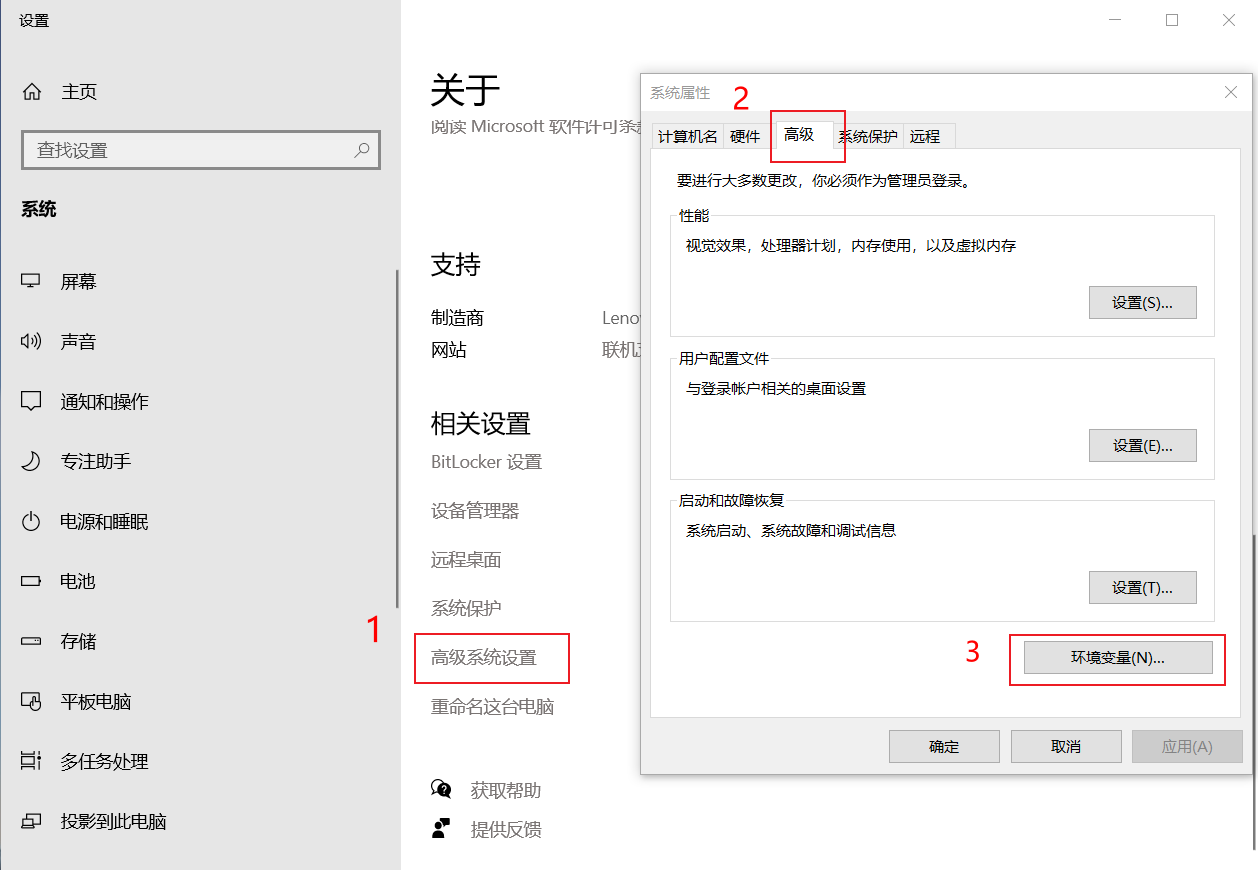 设置
主页
查找设置
系统
屏幕
声音
通知和操作
专注助手
电源和睡眠
电池
存储
平板电脑
多任务处理
投影到此电脑
关于
阅读 Microsoft 软件许可条
支持
制造商 Leno
网站 联机
相关设置
BitLocker 设置
设备管理器
远程桌面
系统保护
1
高级系统设置
重命名这台电脑
获取帮助
提供反馈
系统属性
2
计算机名 硬件 高级 系统保护 远程
要进行大多数更改，你必须作为管理员登录。
性能
视觉效果，处理器计划，内存使用，以及虚拟内存
设置(S)...
用户配置文件
与登录帐户相关的桌面设置
设置(E)...
启动和故障恢复
系统启动、系统故障和调试信息
设置(T)...
3
环境变量(N)...
确定 取消 应用(A)